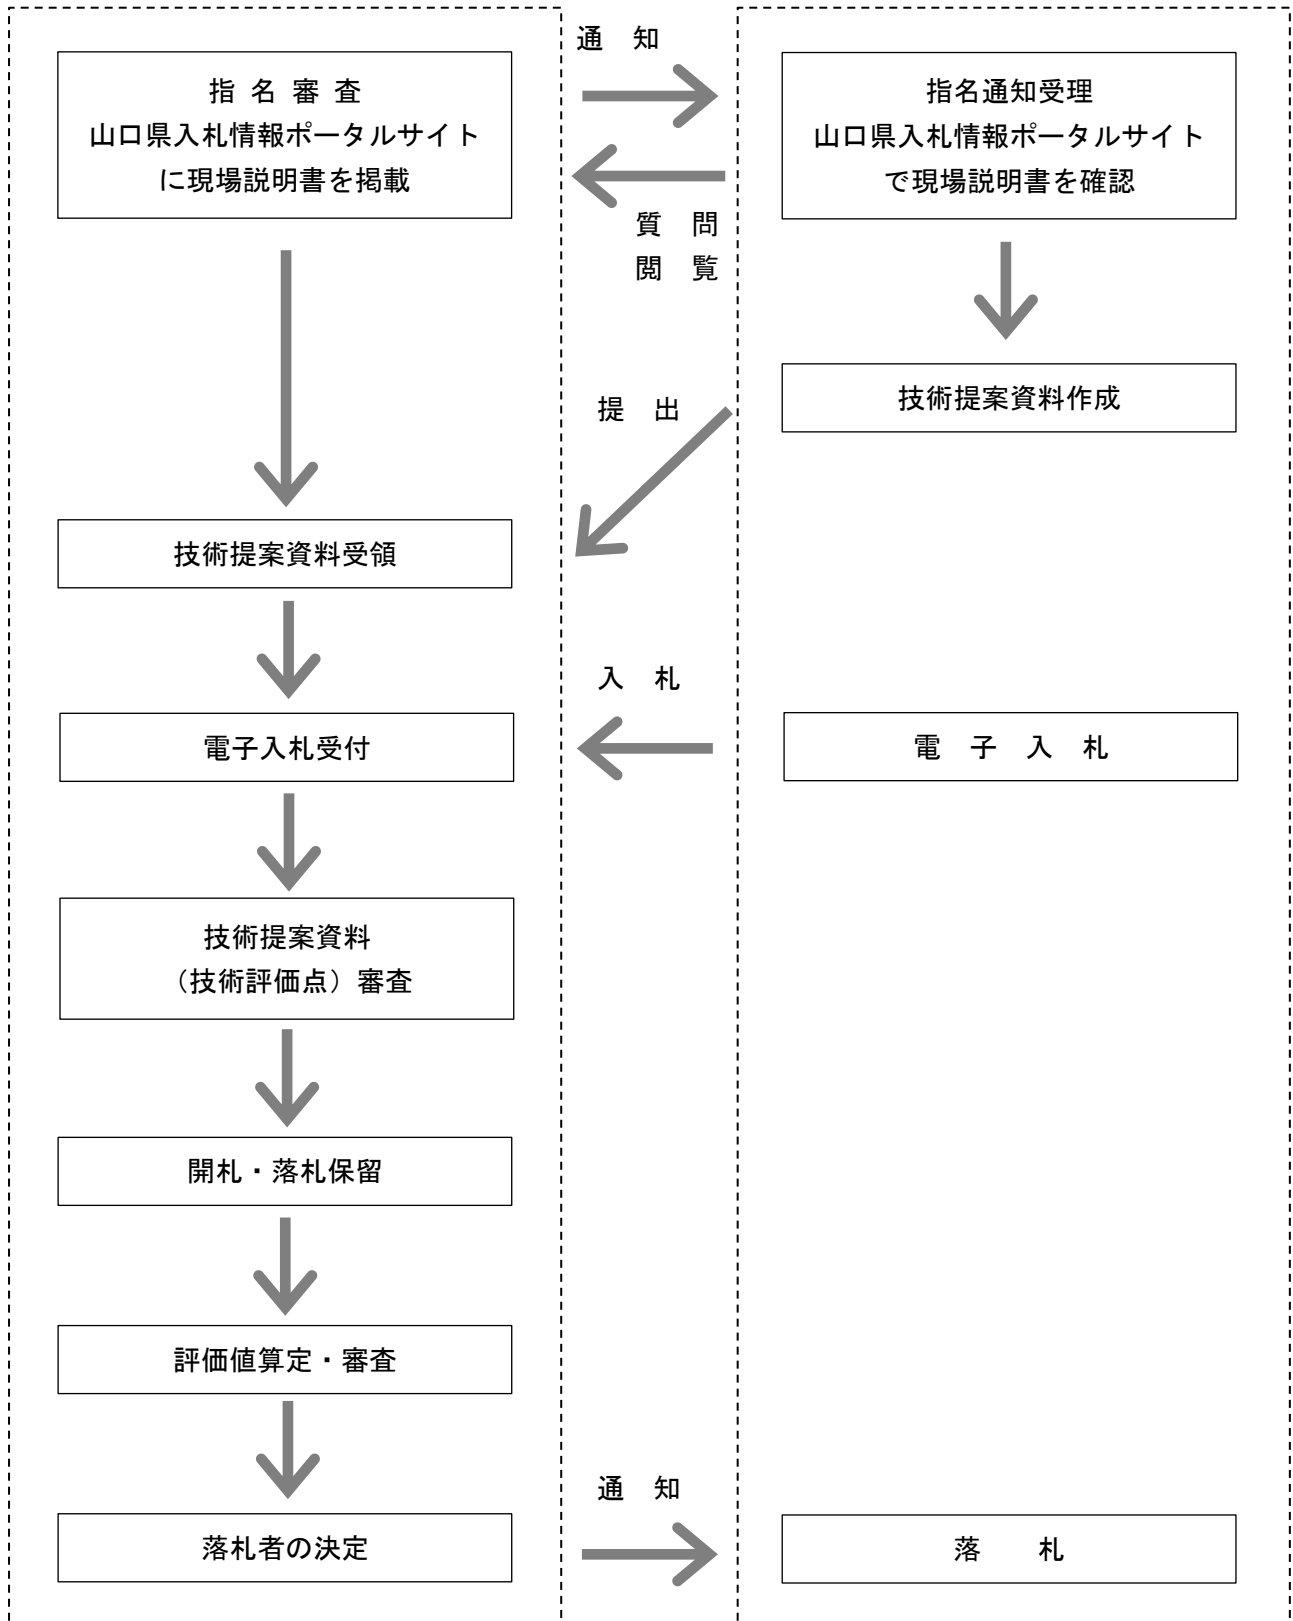 通　知
指 名 審 査
山口県入札情報ポータルサイト
に現場説明書を掲載
指名通知受理
山口県入札情報ポータルサイト
で現場説明書を確認
質　問
閲　覧
技術提案資料作成
提　出
技術提案資料受領
入　札
電子入札受付
電　子　入　札
技術提案資料
（技術評価点）審査
開札・落札保留
評価値算定・審査
通　知
落札者の決定
落　　札